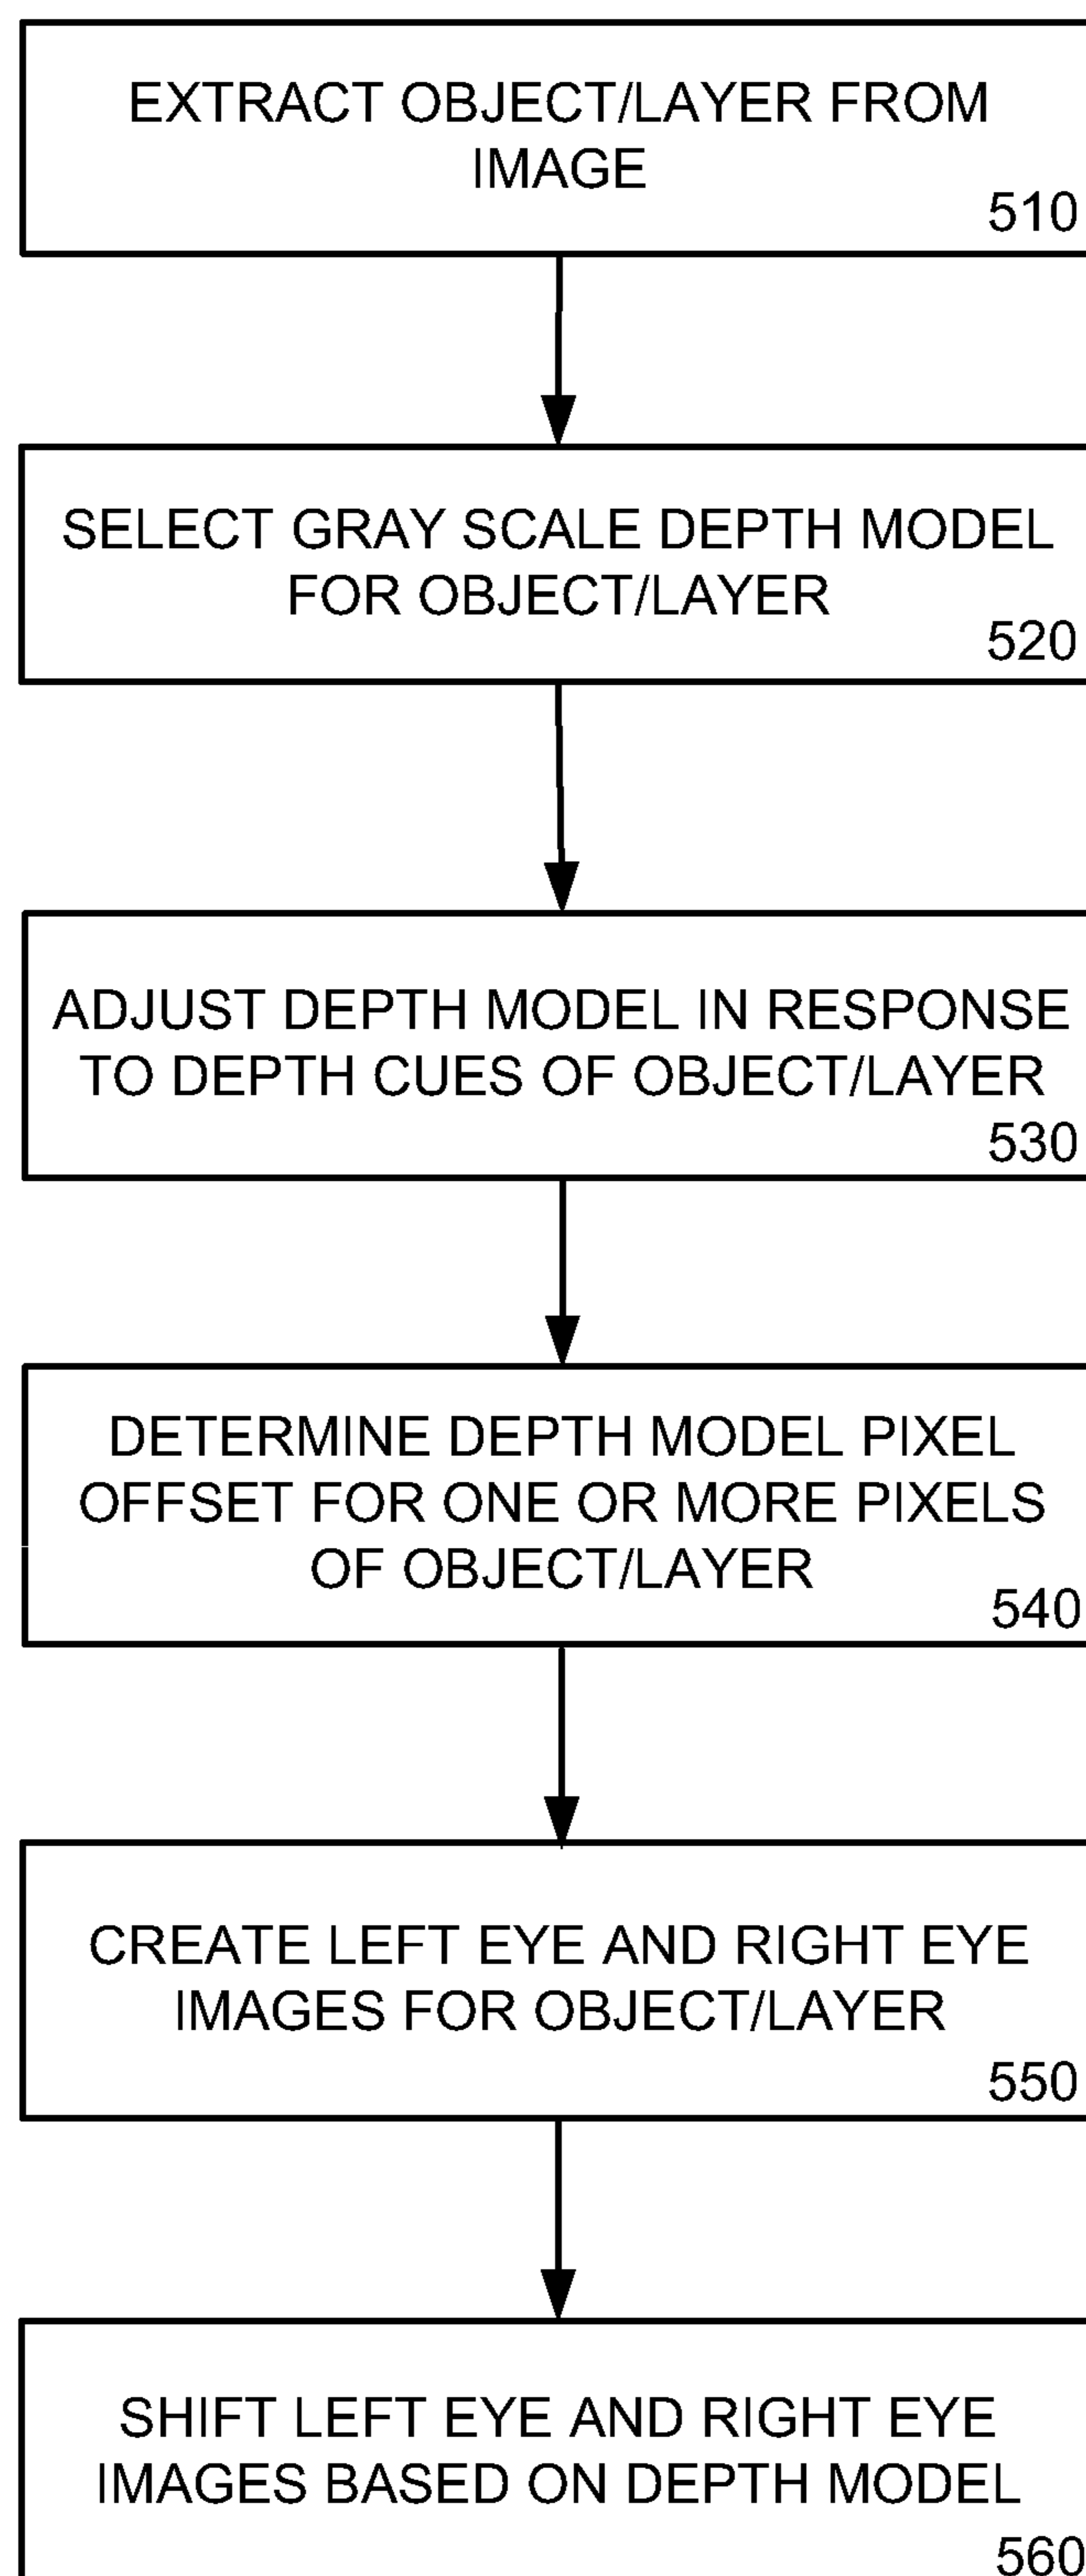 EXTRACT OBJECT/LAYER FROM
IMAGE
510
SELECT GRAY SCALE DEPTH MODEL
FOR OBJECT/LAYER
520
ADJUST DEPTH MODEL IN RESPONSE
TO DEPTH CUES OF OBJECT/LAYER
530
DETERMINE DEPTH MODEL PIXEL
OFFSET FOR ONE OR MORE PIXELS
OF OBJECT/LAYER
540
CREATE LEFT EYE AND RIGHT EYE
IMAGES FOR OBJECT/LAYER
550
SHIFT LEFT EYE AND RIGHT EYE
IMAGES BASED ON DEPTH MODEL
560